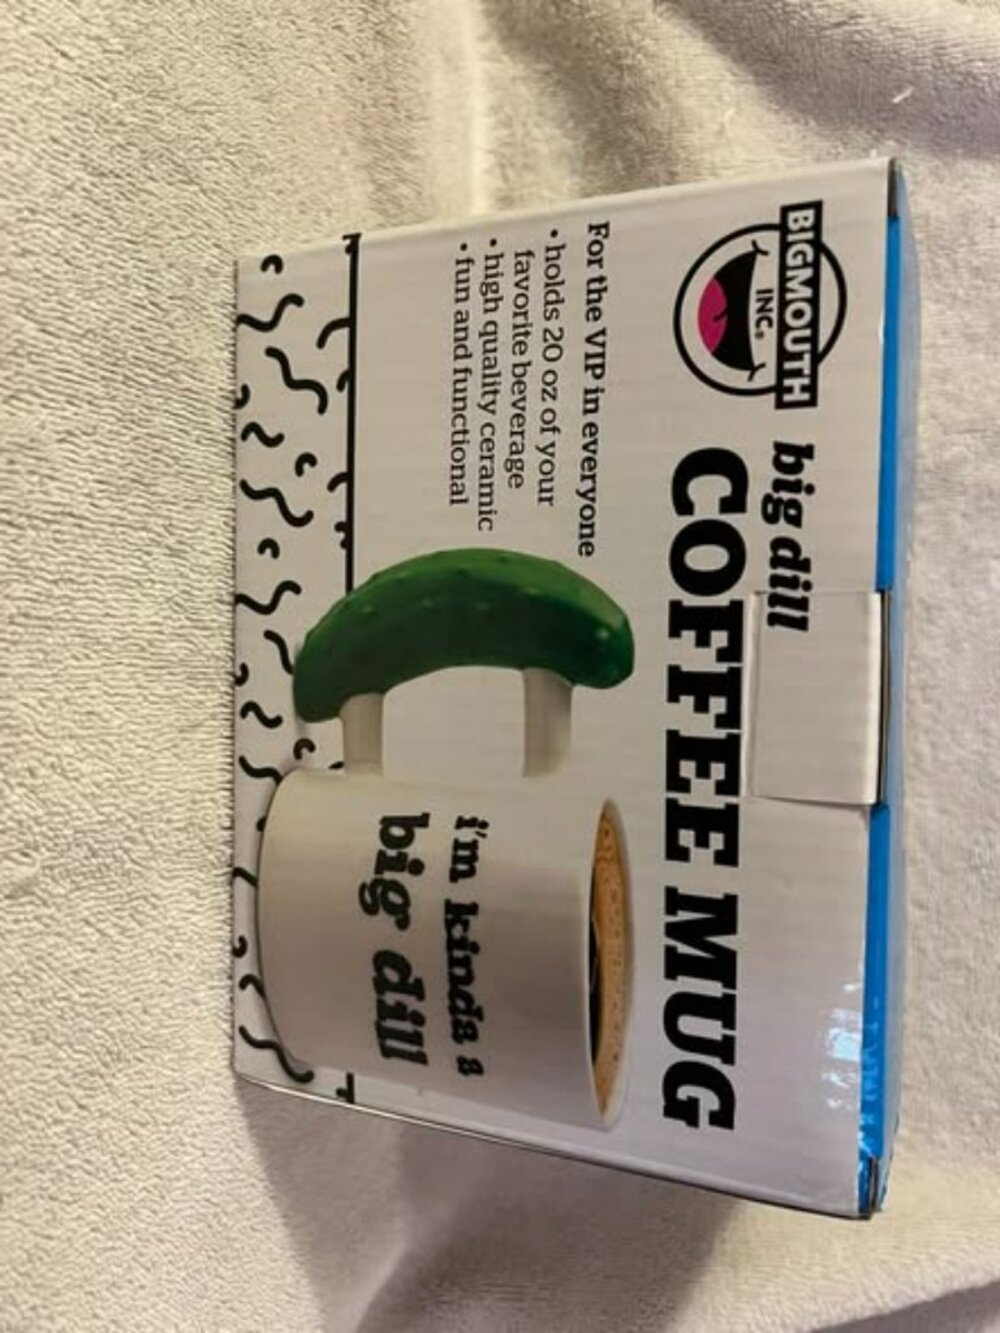 BIGMOUTH
INC.®
big dill
COFFEE MUG
For the VIP in everyone
• holds 20 oz of your
favorite beverage
• high quality ceramic
• fun and functional
i'm kinda a
big dill